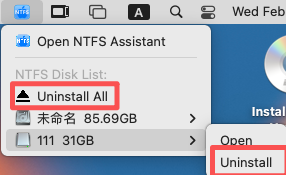 NTFS A Wed Feb
Open NTFS Assistant
NTFS Disk List:
Uninstall All
未命名 85.69GB
111 31GB
Open
Uninstall
Install